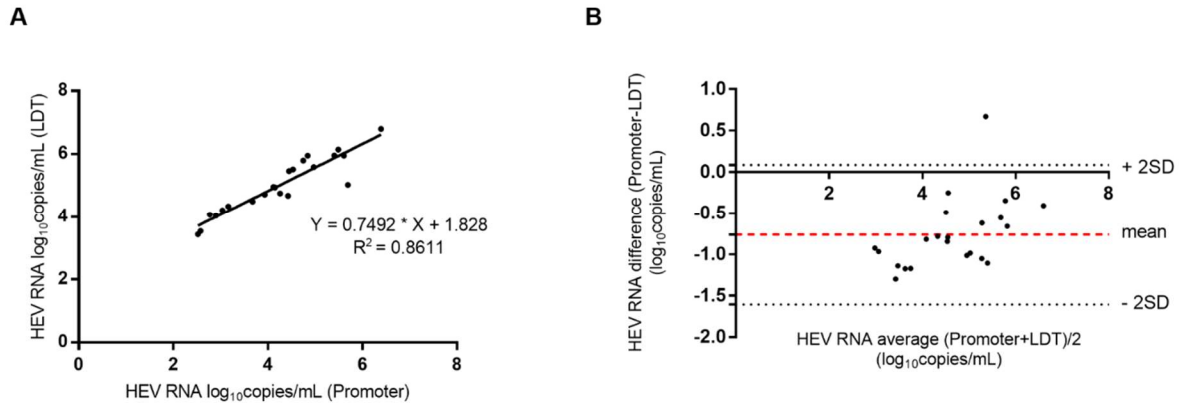 A
8
6
4
2
0
0
2
4
6
8
HEV RNA log10copies/mL (LDT)
HEV RNA log10copies/mL (Promoter)
Y = 0.7492 * X + 1.828
R2 = 0.8611
B
1.0
0.5
0.0
-0.5
-1.0
-1.5
-2.0
2
4
6
8
+ 2SD
mean
- 2SD
HEV RNA difference (Promoter-LDT)
(log10copies/mL)
HEV RNA average (Promoter+LDT)/2
(log10copies/mL)